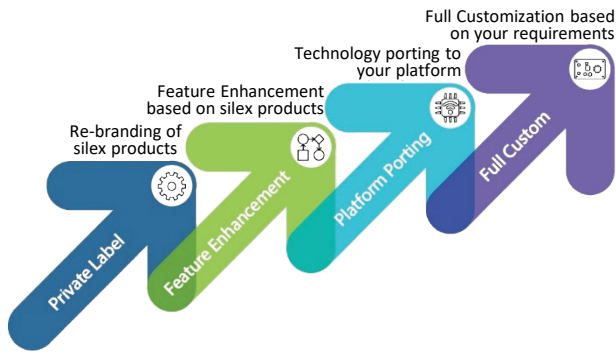 Re-branding of
silex products
Private Label
Feature Enhancement
based on silex products
Feature Enhancement
Technology porting to
your platform
Platform Porting
Full Customization based
on your requirements
Full Custom